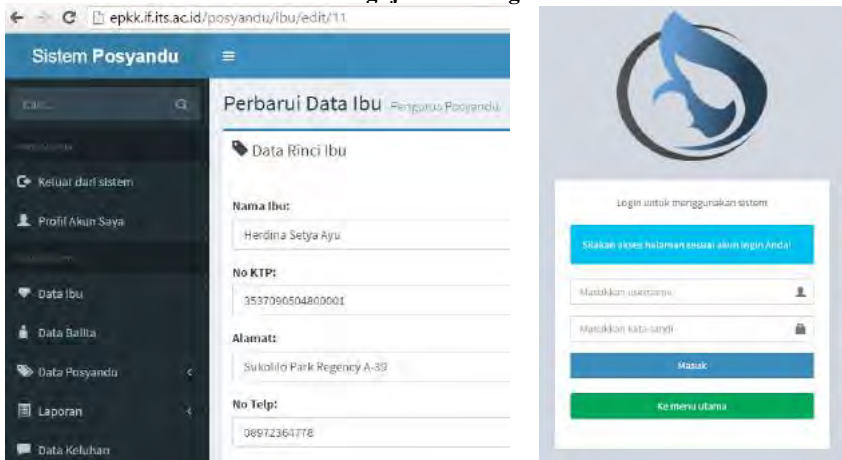 epkk.if.its.ac.id/posyandu/ibu/edit/11
Sistem Posyandu
Perbarui Data Ibu Pengurus Posyandu
Data Rinci Ibu
Keluar dari sistem
Profil Akun Saya
Data Ibu
Data Balita
Data Posyandu
Laporan
Data Keluhan
Nama Ibu:
Herdina Setya Ayu
No KTP:
3537090504800001
Alamat:
Sukolilo Park Regency A-39
No Telp:
08972364778
Login untuk menggunakan sistem
Silakan akses halaman sesuai akun login Anda!
Masukkan username
Masukkan kata sandi
Masuk
Ke menu utama